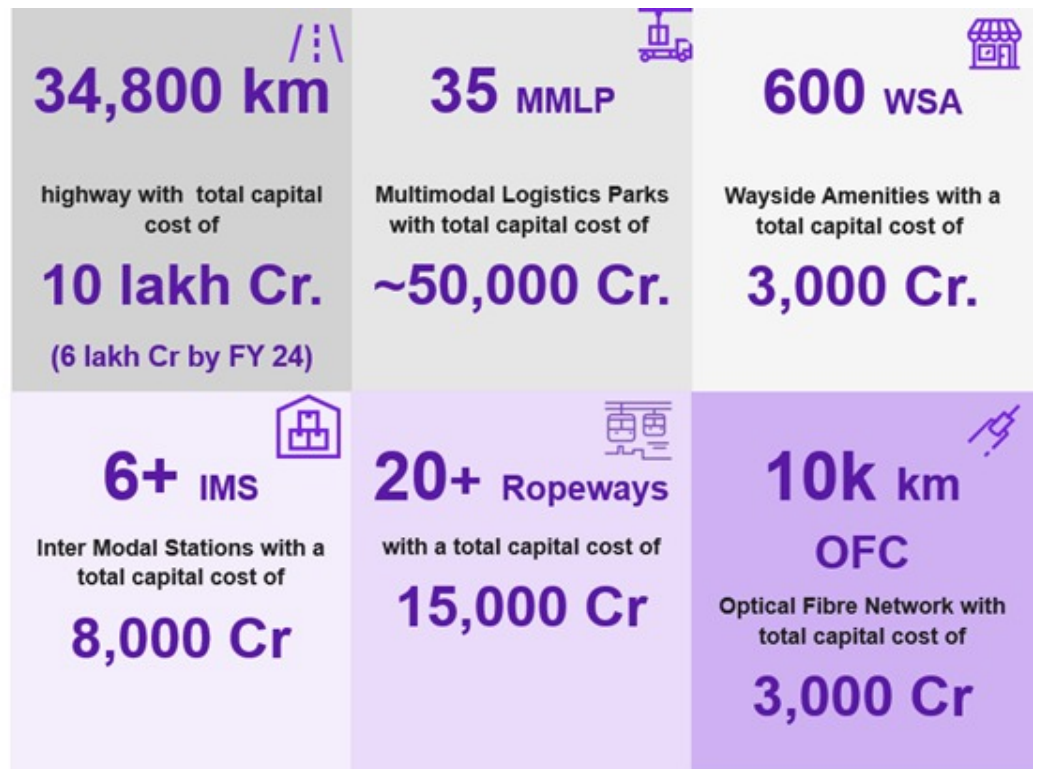 34,800 km
highway with total capital
cost of
10 lakh Cr.
(6 lakh Cr by FY 24)
35 MMLP
Multimodal Logistics Parks
with total capital cost of
~50,000 Cr.
600 WSA
Wayside Amenities with a
total capital cost of
3,000 Cr.
6+ IMS
Inter Modal Stations with a
total capital cost of
8,000 Cr
20+ Ropeways
with a total capital cost of
15,000 Cr
10k km
OFC
Optical Fibre Network with
total capital cost of
3,000 Cr